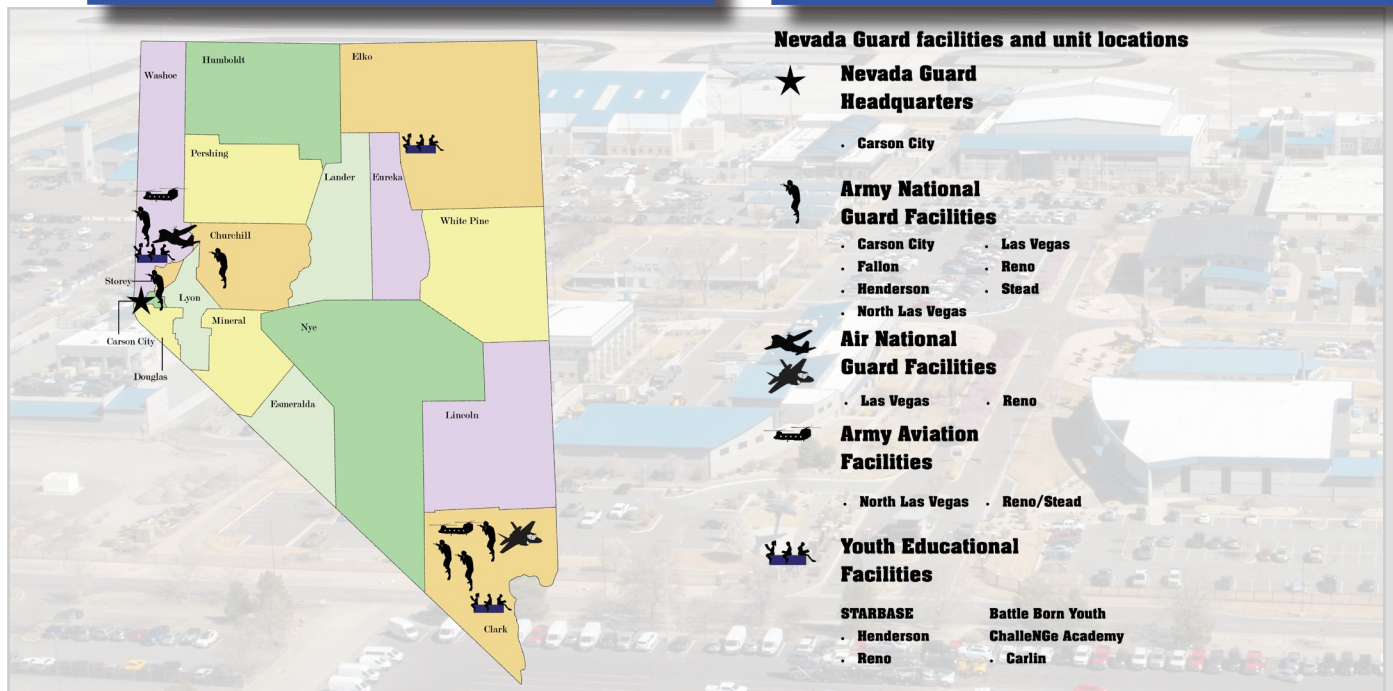 Washoe
Humboldt
Elko
Pershing
Lander
Eureka
White Pine
Churchill
Storey
Lyon
Mineral
Nye
Carson City
Douglas
Esmeralda
Lincoln
Clark
Nevada Guard facilities and unit locations
Nevada Guard
Headquarters
. Carson City
Army National
Guard Facilities
. Carson City . Las Vegas
. Fallon . Reno
. Henderson . Stead
. North Las Vegas
Air National
Guard Facilities
. Las Vegas . Reno
Army Aviation
Facilities
. North Las Vegas . Reno/Stead
Youth Educational
Facilities
STARBASE
. Henderson
. Reno
Battle Born Youth
ChalleNGe Academy
. Carlin